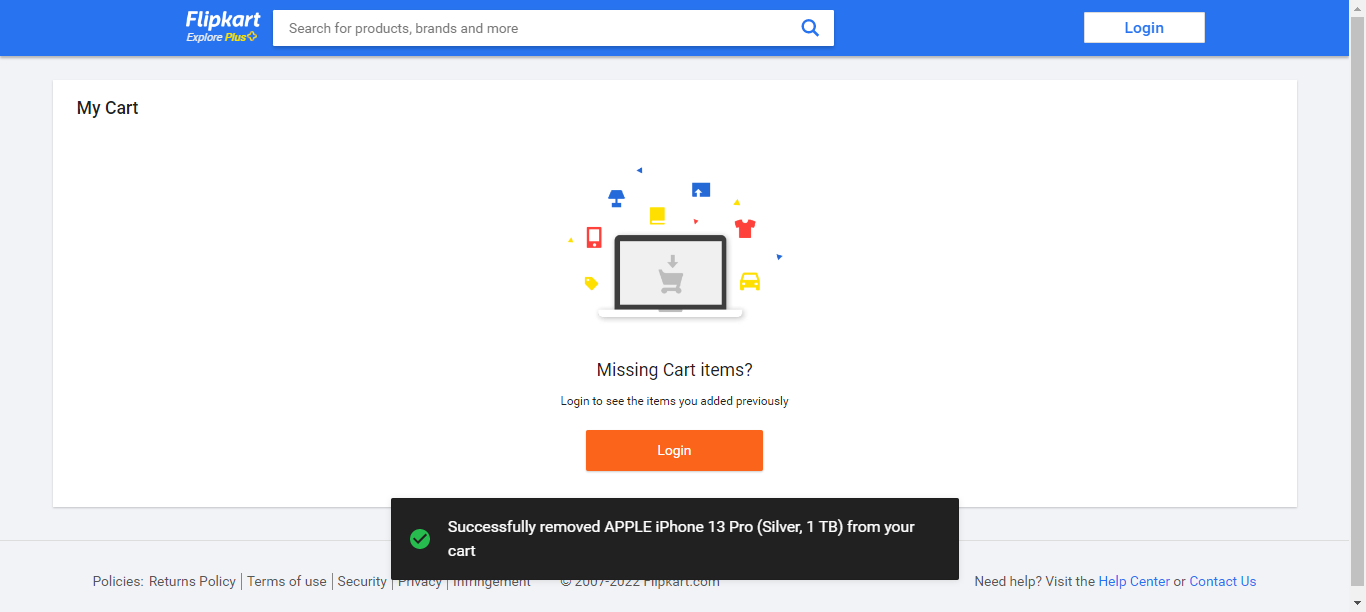 Flipkart
Explore Plus
Search for products, brands and more
Login
My Cart
Missing Cart items?
Login to see the items you added previously
Login
Successfully removed APPLE iPhone 13 Pro (Silver, 1 TB) from your
cart
Policies: Returns Policy Terms of use Security Privacy Infringement © 2007-2022 Flipkart.com Need help? Visit the Help Center or Contact Us